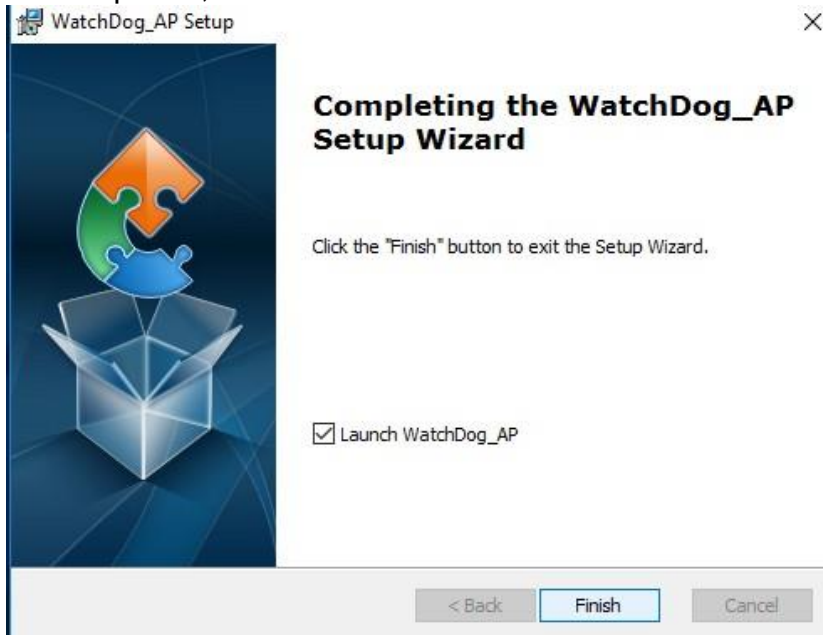 WatchDog_AP Setup
Completing the WatchDog_AP
Setup Wizard
Click the "Finish" button to exit the Setup Wizard.
Launch WatchDog_AP
< Back
Finish
Cancel